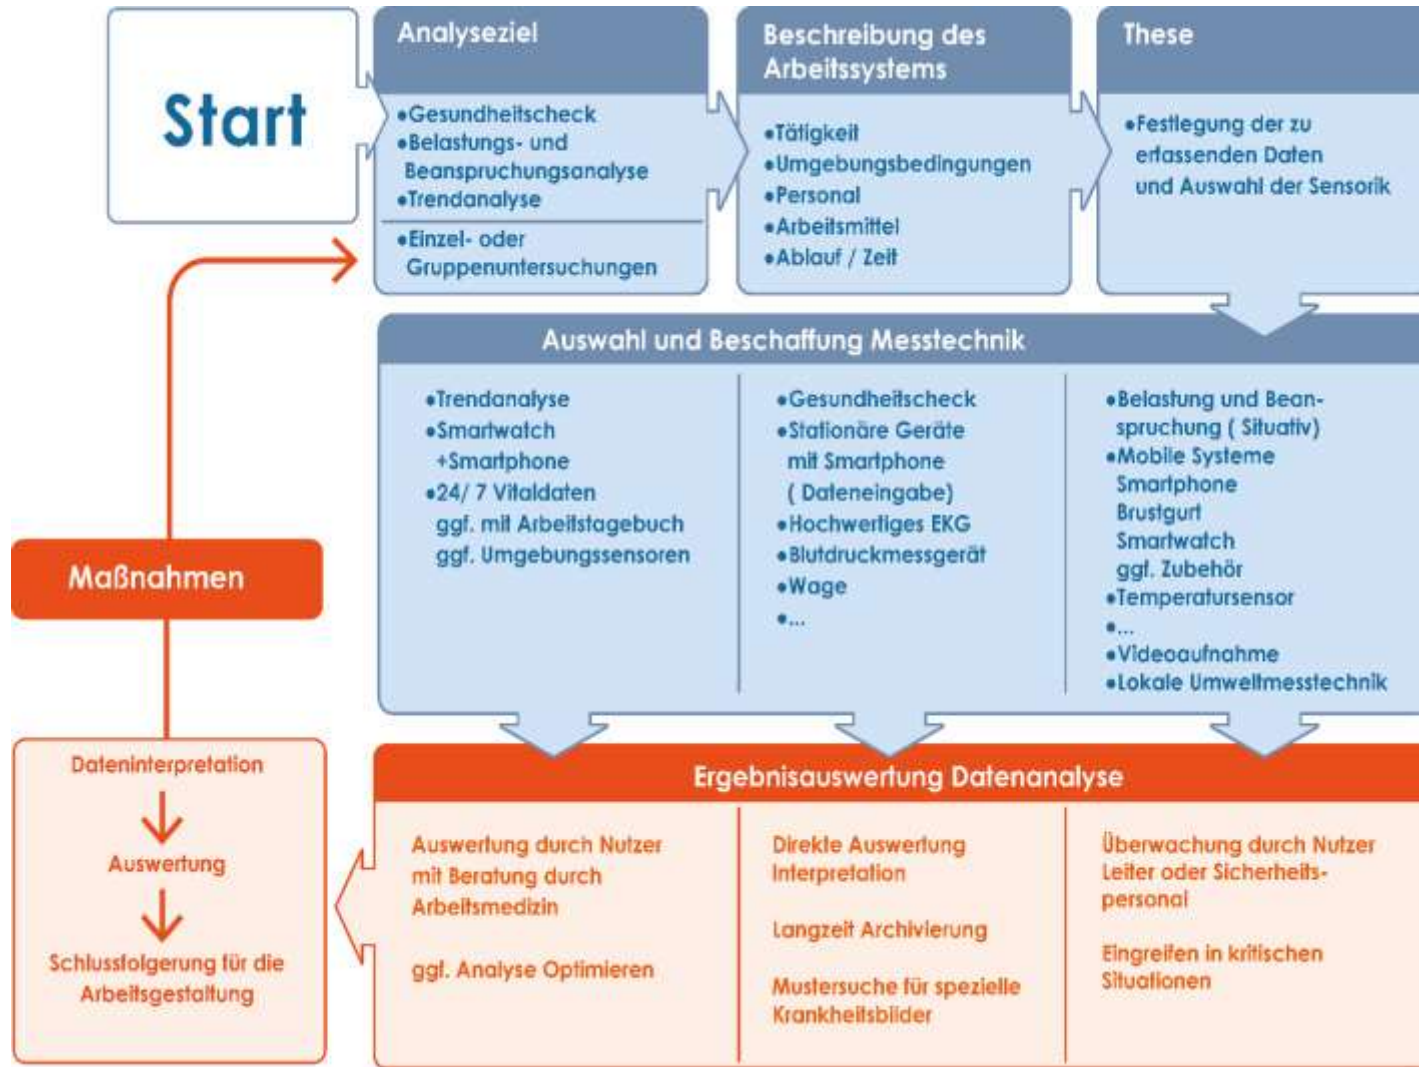 Start
Analyseziel
●Gesundheitscheck
●Belastungs- und
Beanspruchungsanalyse
●Trendanalyse
●Einzel- oder
Gruppenuntersuchungen
Beschreibung des
Arbeitssystems
●Tätigkeit
●Umgebungsbedingungen
●Personal
●Arbeitsmittel
●Ablauf / Zeit
These
●Festlegung der zu
erfassenden Daten
und Auswahl der Sensorik
Auswahl und Beschaffung Messtechnik
●Trendanalyse
●Smartwatch
+Smartphone
●24/ 7 Vitaldaten
ggf. mit Arbeitstagebuch
ggf. Umgebungssensoren
●Gesundheitscheck
●Stationäre Geräte
mit Smartphone
( Dateneingabe)
●Hochwertiges EKG
●Blutdruckmessgerät
●Wage
●...
●Belastung und Bean-
spruchung ( Situativ)
●Mobile Systeme
Smartphone
Brustgurt
Smartwatch
ggf. Zubehör
●Temperatursensor
●...
●Videoaufnahme
●Lokale Umweltmesstechnik
Ergebnisauswertung Datenanalyse
Auswertung durch Nutzer
mit Beratung durch
Arbeitsmedizin
ggf. Analyse Optimieren
Direkte Auswertung
Interpretation
Langzeit Archivierung
Mustersuche für spezielle
Krankheitsbilder
Überwachung durch Nutzer
Leiter oder Sicherheits-
personal
Eingreifen in kritischen
Situationen
Dateninterpretation
Auswertung
Schlussfolgerung für die
Arbeitsgestaltung
Maßnahmen